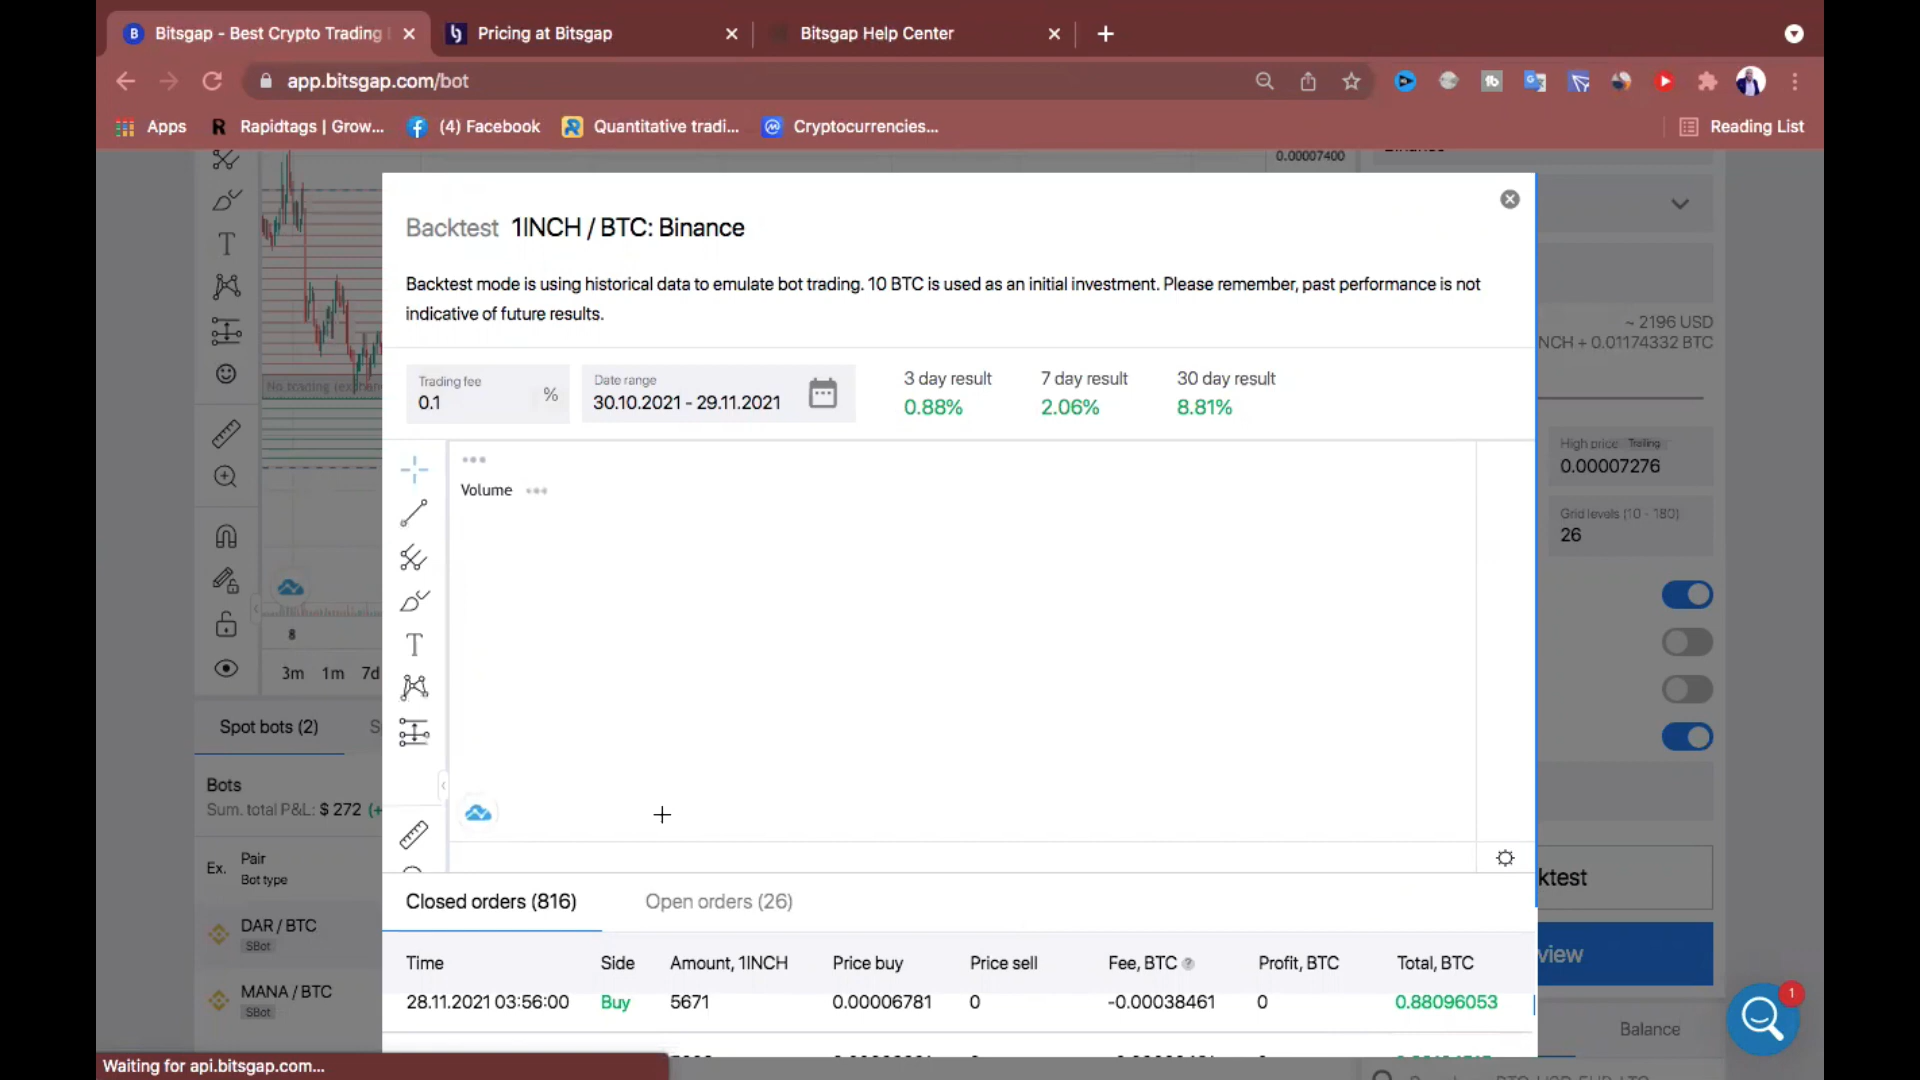 Bitsgap - Best Crypto Trading
Pricing at Bitsgap
Bitsgap Help Center
app.bitsgap.com/bot
Apps
Rapidtags | Grow...
(4) Facebook
Quantitative tradi...
Cryptocurrencies...
Reading List
0.00007400
Backtest 1INCH / BTC: Binance
Backtest mode is using historical data to emulate bot trading. 10 BTC is used as an initial investment. Please remember, past performance is not
indicative of future results.
~ 2196 USD
NCH + 0.01174332 BTC
Trading fee
0.1
%
Date range
30.10.2021 - 29.11.2021
3 day result
0.88%
7 day result
2.06%
30 day result
8.81%
No trading (exchan
High price Trailing
0.00007276
Grid levels (10 - 180)
26
Volume
8
3m 1m 7d
Spot bots (2)
S
Bots
Sum. total P&L: $ 272 (+
Ex.
Pair
Bot type
DAR / BTC
SBot
MANA / BTC
SBot
ktest
view
Closed orders (816)
Open orders (26)
Time Side Amount, 1INCH Price buy Price sell Fee, BTC Profit, BTC Total, BTC
28.11.2021 03:56:00 Buy 5671 0.00006781 0 -0.00038461 0 0.88096053
1
Balance
Waiting for api.bitsgap.com...